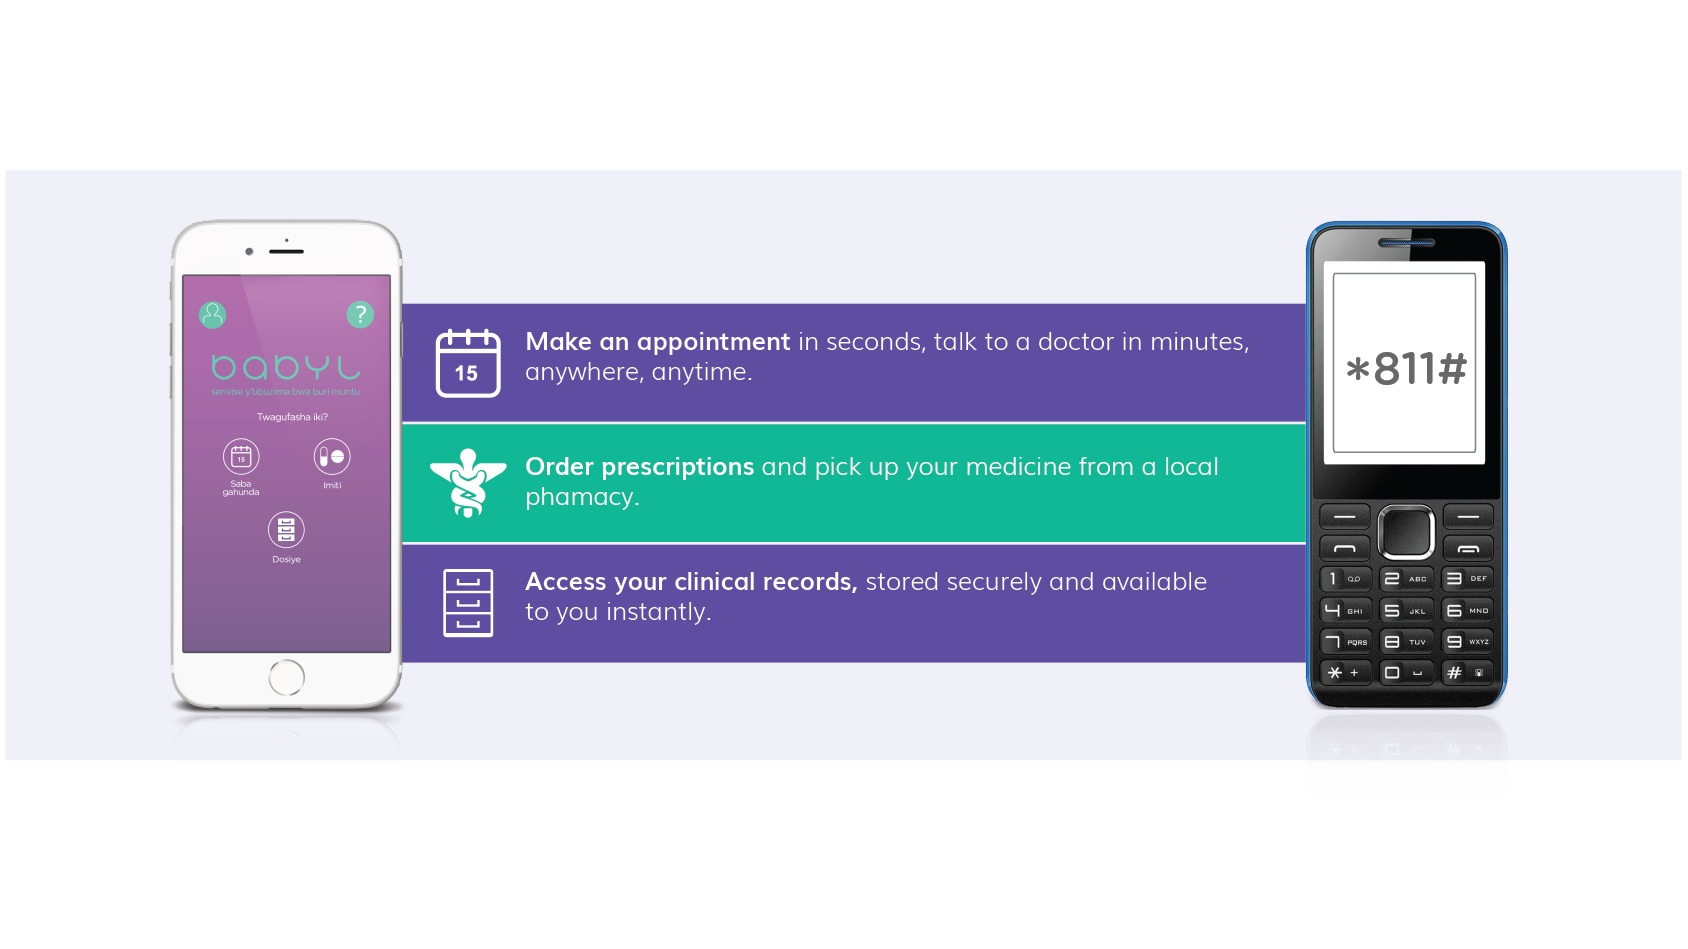 ?
babyl
serivise y'ubuzima bwa buri muntu
Twagufasha iki?
15
Saba
gahunda
Imiti
Dosiye
15
Make an appointment in seconds, talk to a doctor in minutes,
anywhere, anytime.
Order prescriptions and pick up your medicine from a local
phamacy.
Access your clinical records, stored securely and available
to you instantly.
*811#
1 2 ABC 3 DEF
4 GHI 5 JKL 6 MNO
7 PQRS 8 TUV 9 WXYZ
* + 0 #